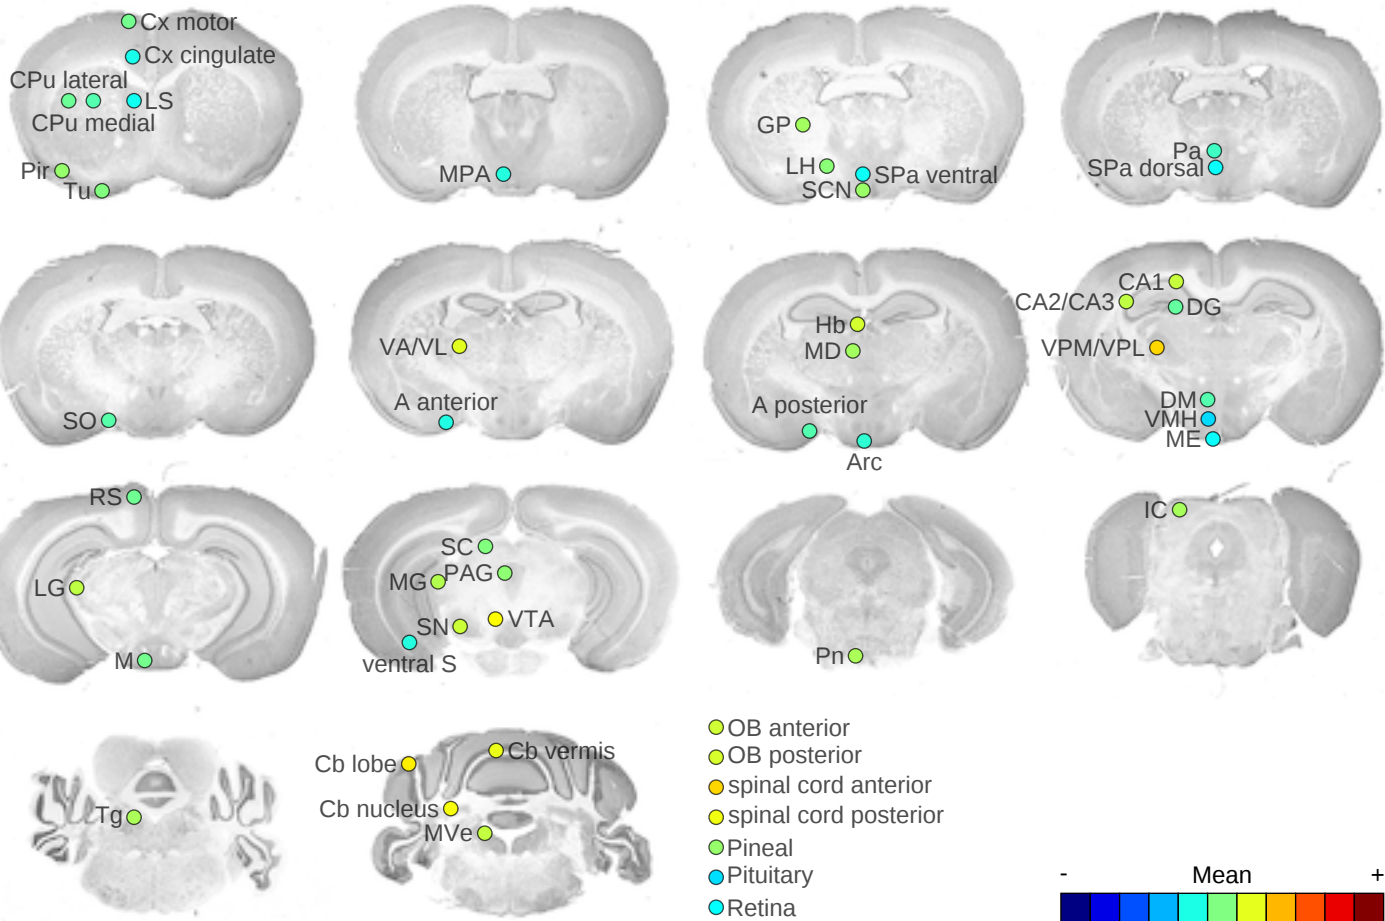 Cx motor
Cx cingulate
CPu lateral
LS
CPu medial
Pir
Tu
MPA
GP
LH
SPa ventral
SCN
Pa
SPa dorsal
SO
VA/VL
A anterior
Hb
MD
A posterior
Arc
CA1
CA2/CA3
DG
VPM/VPL
DM
VMH
ME
RS
LG
M
SC
PAG
MG
SN
VTA
ventral S
Pn
IC
Tg
Cb lobe
Cb vermis
Cb nucleus
MVe
OB anterior
OB posterior
spinal cord anterior
spinal cord posterior
Pineal
Pituitary
Retina
- Mean +